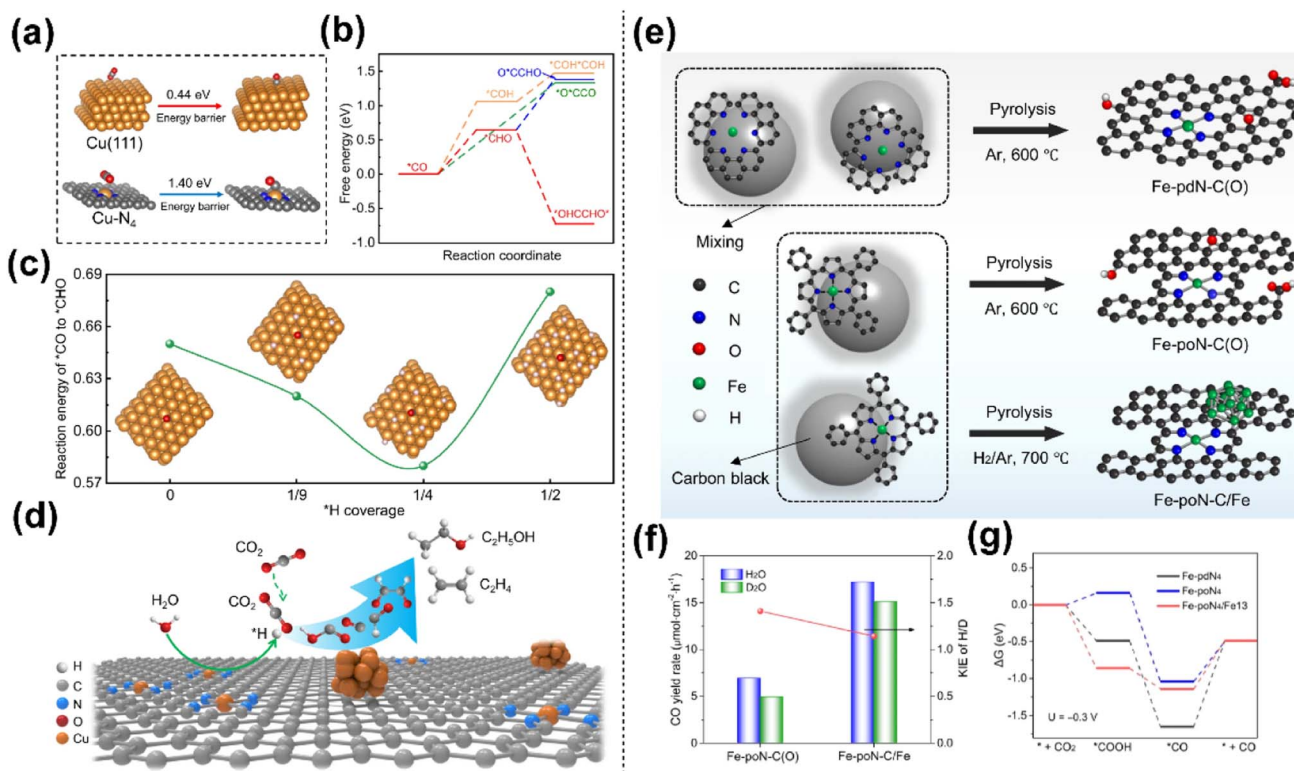 (a)
0.44 eV
Energy barrier
Cu(111)
1.40 eV
Energy barrier
Cu-N4
(b)
Free energy (eV)
1.5
1.0
0.5
0.0
-0.5
-1.0
*CO
*COH
*CHO
*COH*COH
O*CCHO
*O*CCO
*OHCCHO*
Reaction coordinate
(c)
Reaction energy of *CO to *CHO
0.69
0.66
0.63
0.60
0.57
0
1/9
1/4
1/2
*H coverage
(d)
CO2
CO2
H2O
*H
C2H5OH
C2H4
H
C
N
O
Cu
(e)
Mixing
Pyrolysis
Ar, 600 ℃
Fe-pdN-C(O)
C
N
O
Fe
H
Pyrolysis
Ar, 600 ℃
Fe-poN-C(O)
Carbon black
Pyrolysis
H2/Ar, 700 ℃
Fe-poN-C/Fe
(f)
CO yield rate (μmol·cm-2·h-1)
20
15
10
5
0
H2O
D2O
2.0
1.5
1.0
0.5
0.0
KIE of H/D
Fe-poN-C(O)
Fe-poN-C/Fe
(g)
ΔG (eV)
0.5
0.0
-0.5
-1.0
-1.5
Fe-pdN4
Fe-poN4
Fe-poN4/Fe13
U = -0.3 V
* + CO2
*COOH
*CO
* + CO